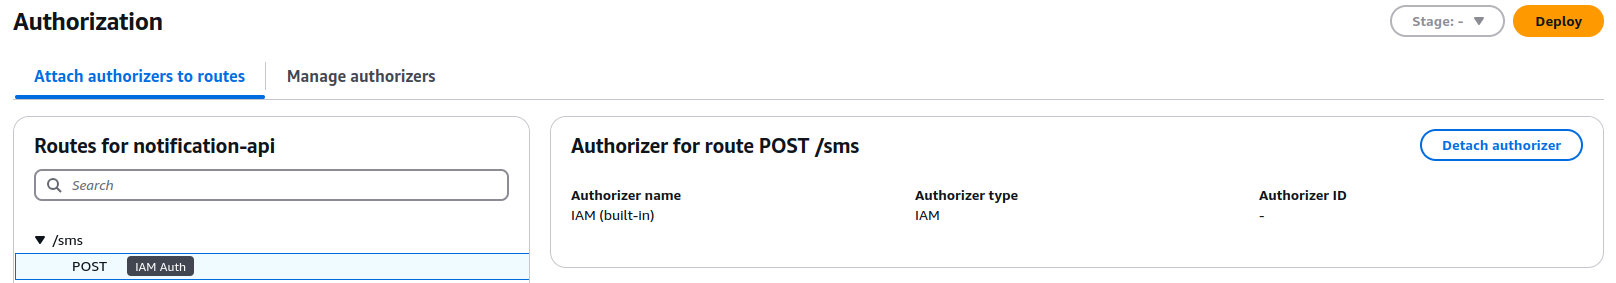 Authorization
Stage: -
Deploy
Attach authorizers to routes
Manage authorizers
Routes for notification-api
Search
/sms
POST IAM Auth
Authorizer for route POST /sms
Detach authorizer
Authorizer name
IAM (built-in)
Authorizer type
IAM
Authorizer ID
-